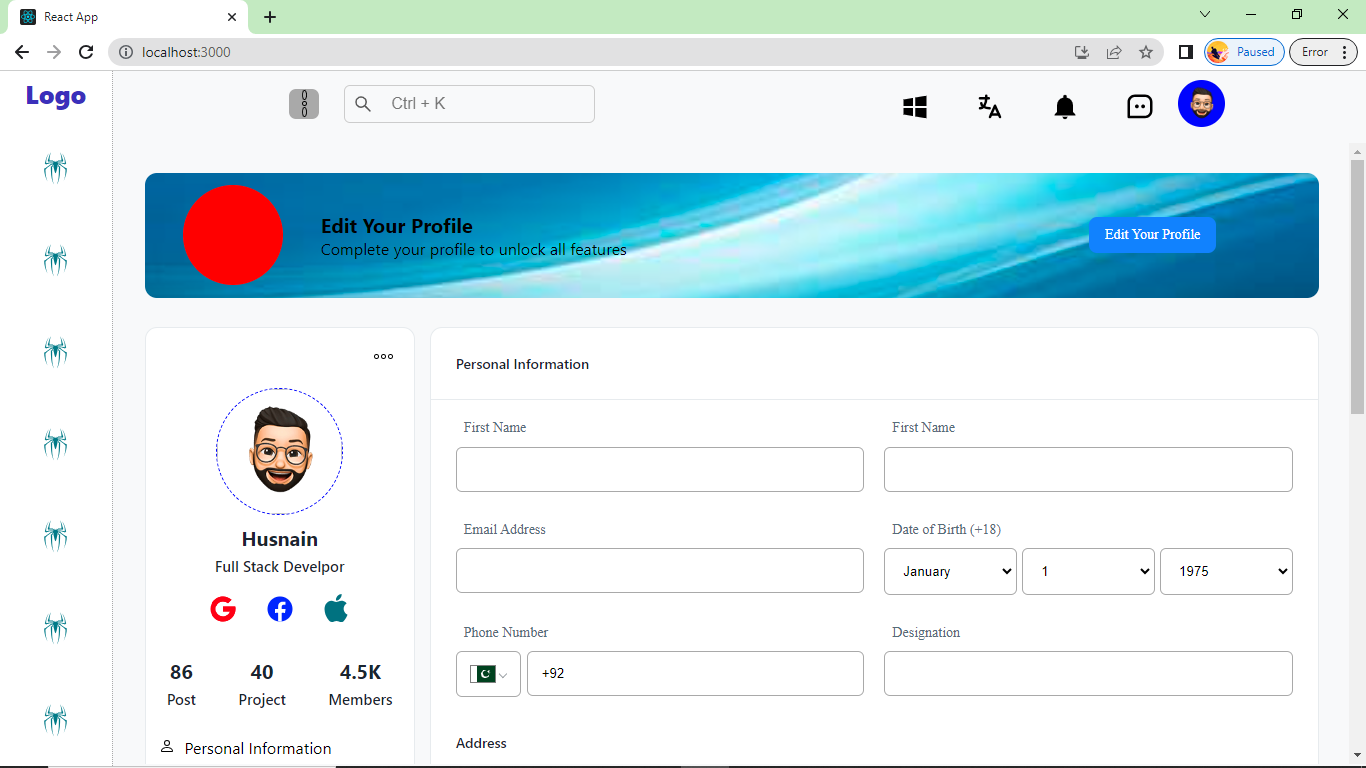 React App
localhost:3000
Paused
Error
Logo
Ctrl + K
Edit Your Profile
Complete your profile to unlock all features
Edit Your Profile
Husnain
Full Stack Develpor
86 40 4.5K
Post Project Members
Personal Information
Personal Information
First Name First Name
Email Address Date of Birth (+18)
January 1 1975
Phone Number Designation
+92
Address